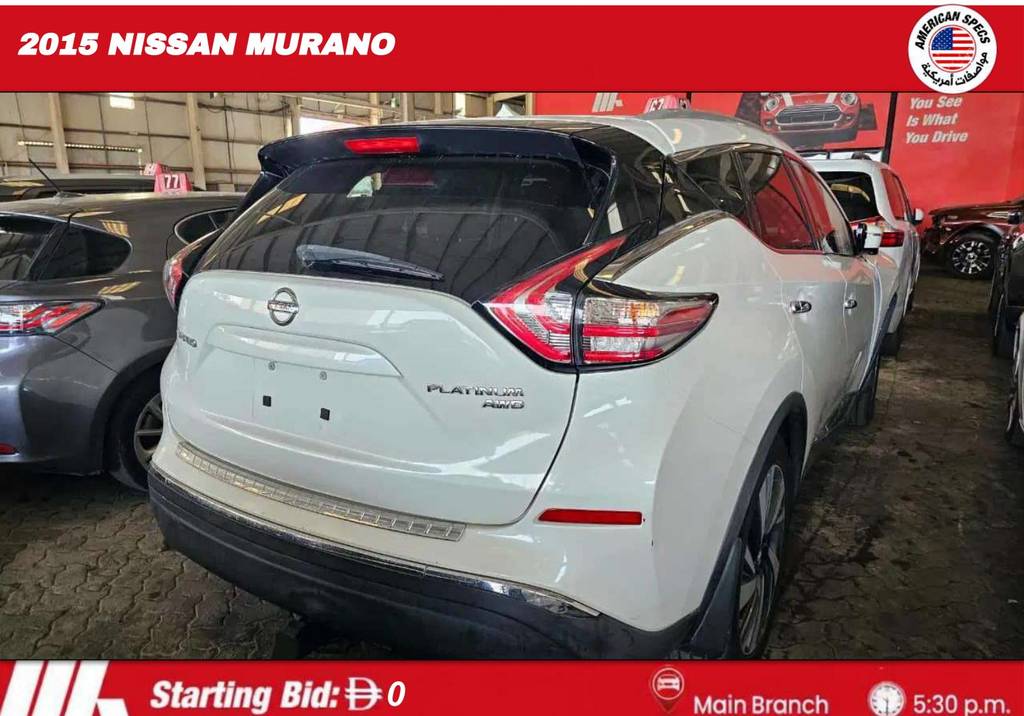 2015 NISSAN MURANO
AMERICAN SPECS
مواصفات أمريكية
You See
Is What
You Drive
67
77
PLATINUM
AWD
Starting Bid: 0
Main Branch
5:30 p.m.